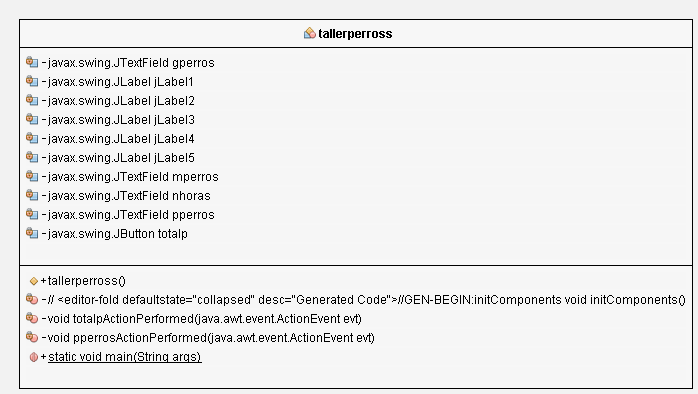 tallerperross
-javax.swing.JTextField gperros
-javax.swing.JLabel jLabel1
-javax.swing.JLabel jLabel2
-javax.swing.JLabel jLabel3
-javax.swing.JLabel jLabel4
-javax.swing.JLabel jLabel5
-javax.swing.JTextField mperros
-javax.swing.JTextField nhoras
-javax.swing.JTextField pperros
-javax.swing.JButton totalp
+tallerperross()
-// <editor-fold defaultstate="collapsed" desc="Generated Code">//GEN-BEGIN:initComponents void initComponents()
-void totalpActionPerformed(java.awt.event.ActionEvent evt)
-void pperrosActionPerformed(java.awt.event.ActionEvent evt)
+static void main(String args)